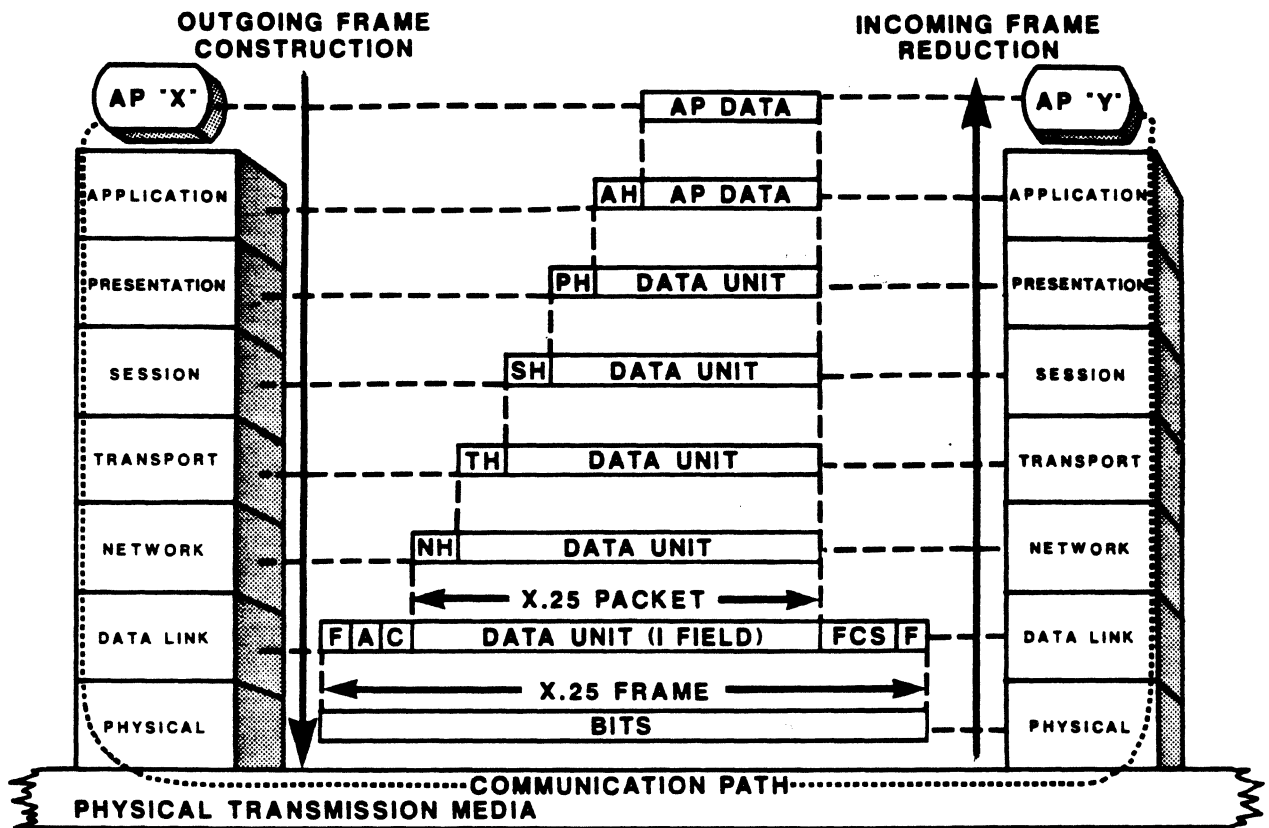 OUTGOING FRAME
CONSTRUCTION
INCOMING FRAME
REDUCTION
AP "X"
AP DATA
AP "Y"
APPLICATION
AH AP DATA
APPLICATION
PRESENTATION
PH DATA UNIT
PRESENTATION
SESSION
SH DATA UNIT
SESSION
TRANSPORT
TH DATA UNIT
TRANSPORT
NETWORK
NH DATA UNIT
NETWORK
X.25 PACKET
DATA LINK
F A C DATA UNIT (I FIELD) FCS F
DATA LINK
X.25 FRAME
PHYSICAL
BITS
PHYSICAL
COMMUNICATION PATH
PHYSICAL TRANSMISSION MEDIA